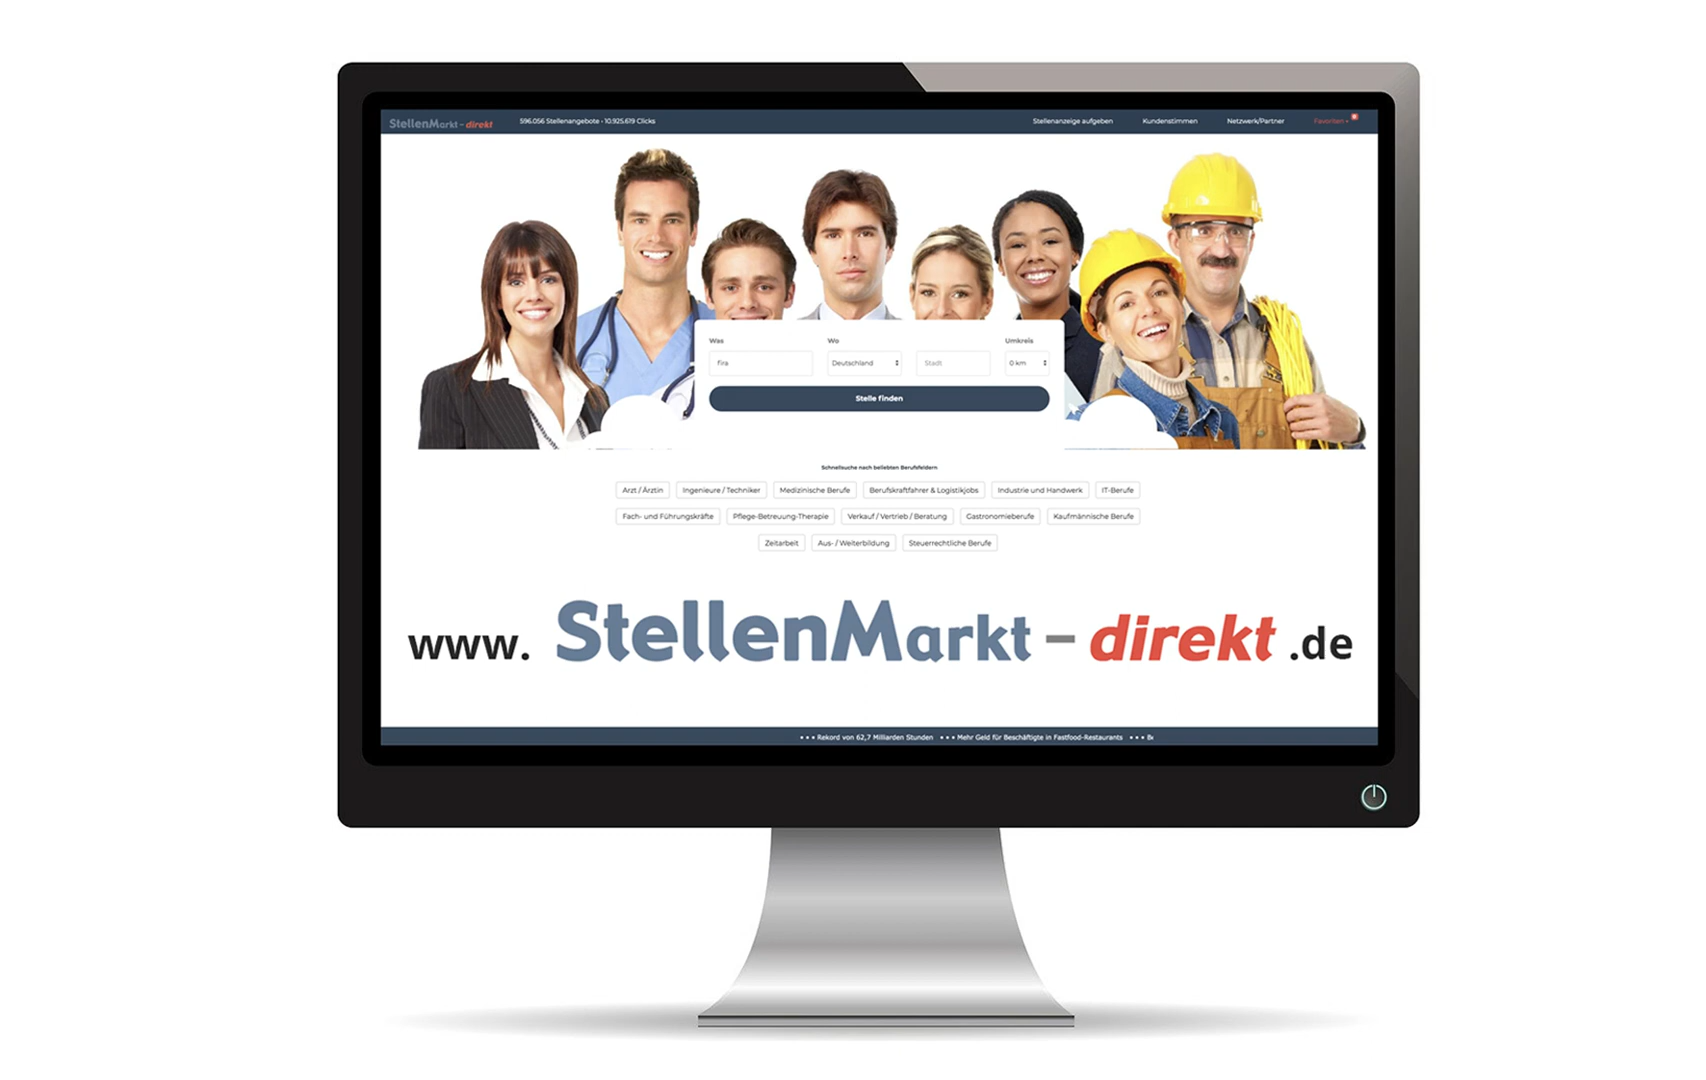 StellenMarkt - direkt 596.056 Stellenangebote - 10.925.619 Clicks Stellenanzeige aufgeben Kundenstimmen Netzwerk/Partner Favoriten
Was Wo Umkreis
fira Deutschland Stadt 0 km
Stelle finden
Schnellsuche nach beliebten Berufsfeldern
Arzt / Ärztin Ingenieure / Techniker Medizinische Berufe Berufskraftfahrer & Logistikjobs Industrie und Handwerk IT-Berufe
Fach- und Führungskräfte Pflege-Betreuung-Therapie Verkauf / Vertrieb / Beratung Gastronomieberufe Kaufmännische Berufe
Zeitarbeit Aus- / Weiterbildung Steuerrechtliche Berufe
www. StellenMarkt - direkt .de
• • • Rekord von 62,7 Milliarden Stunden • • • Mehr Geld für Beschäftigte in Fastfood-Restaurants • • •